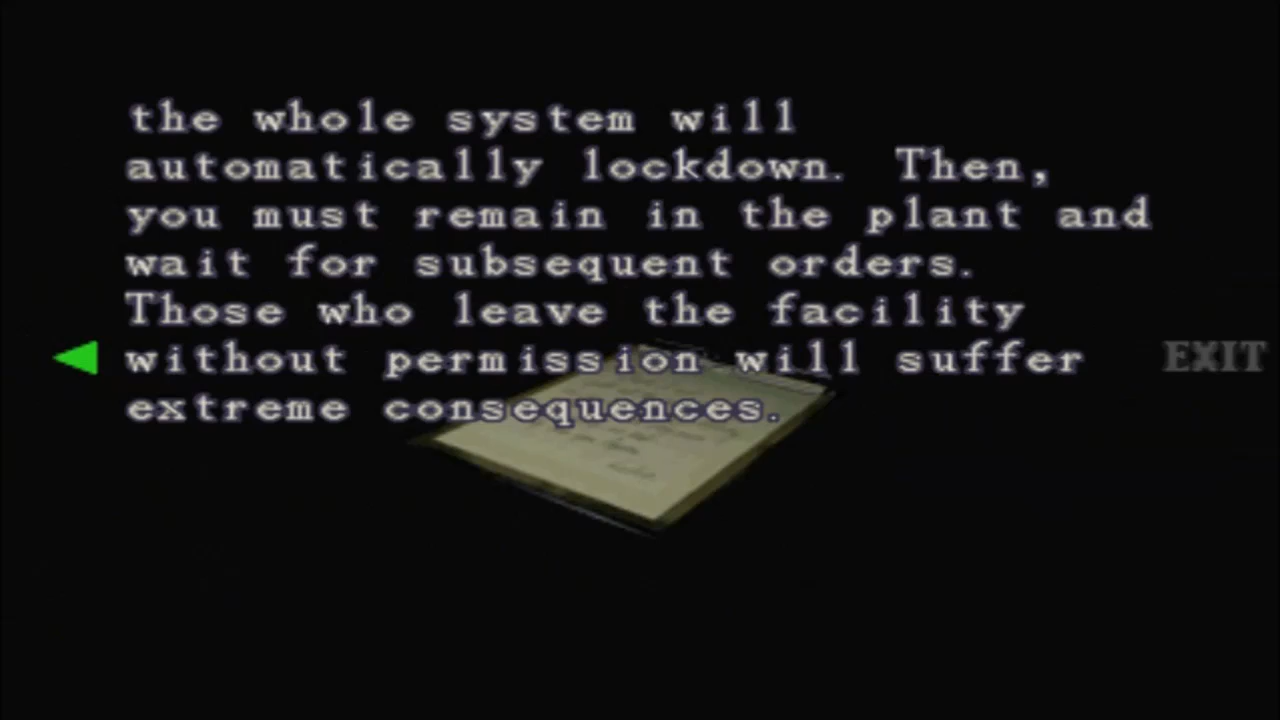 the whole system will
automatically lockdown. Then,
you must remain in the plant and
wait for subsequent orders.
Those who leave the facility
without permission will suffer
extreme consequences.
EXIT